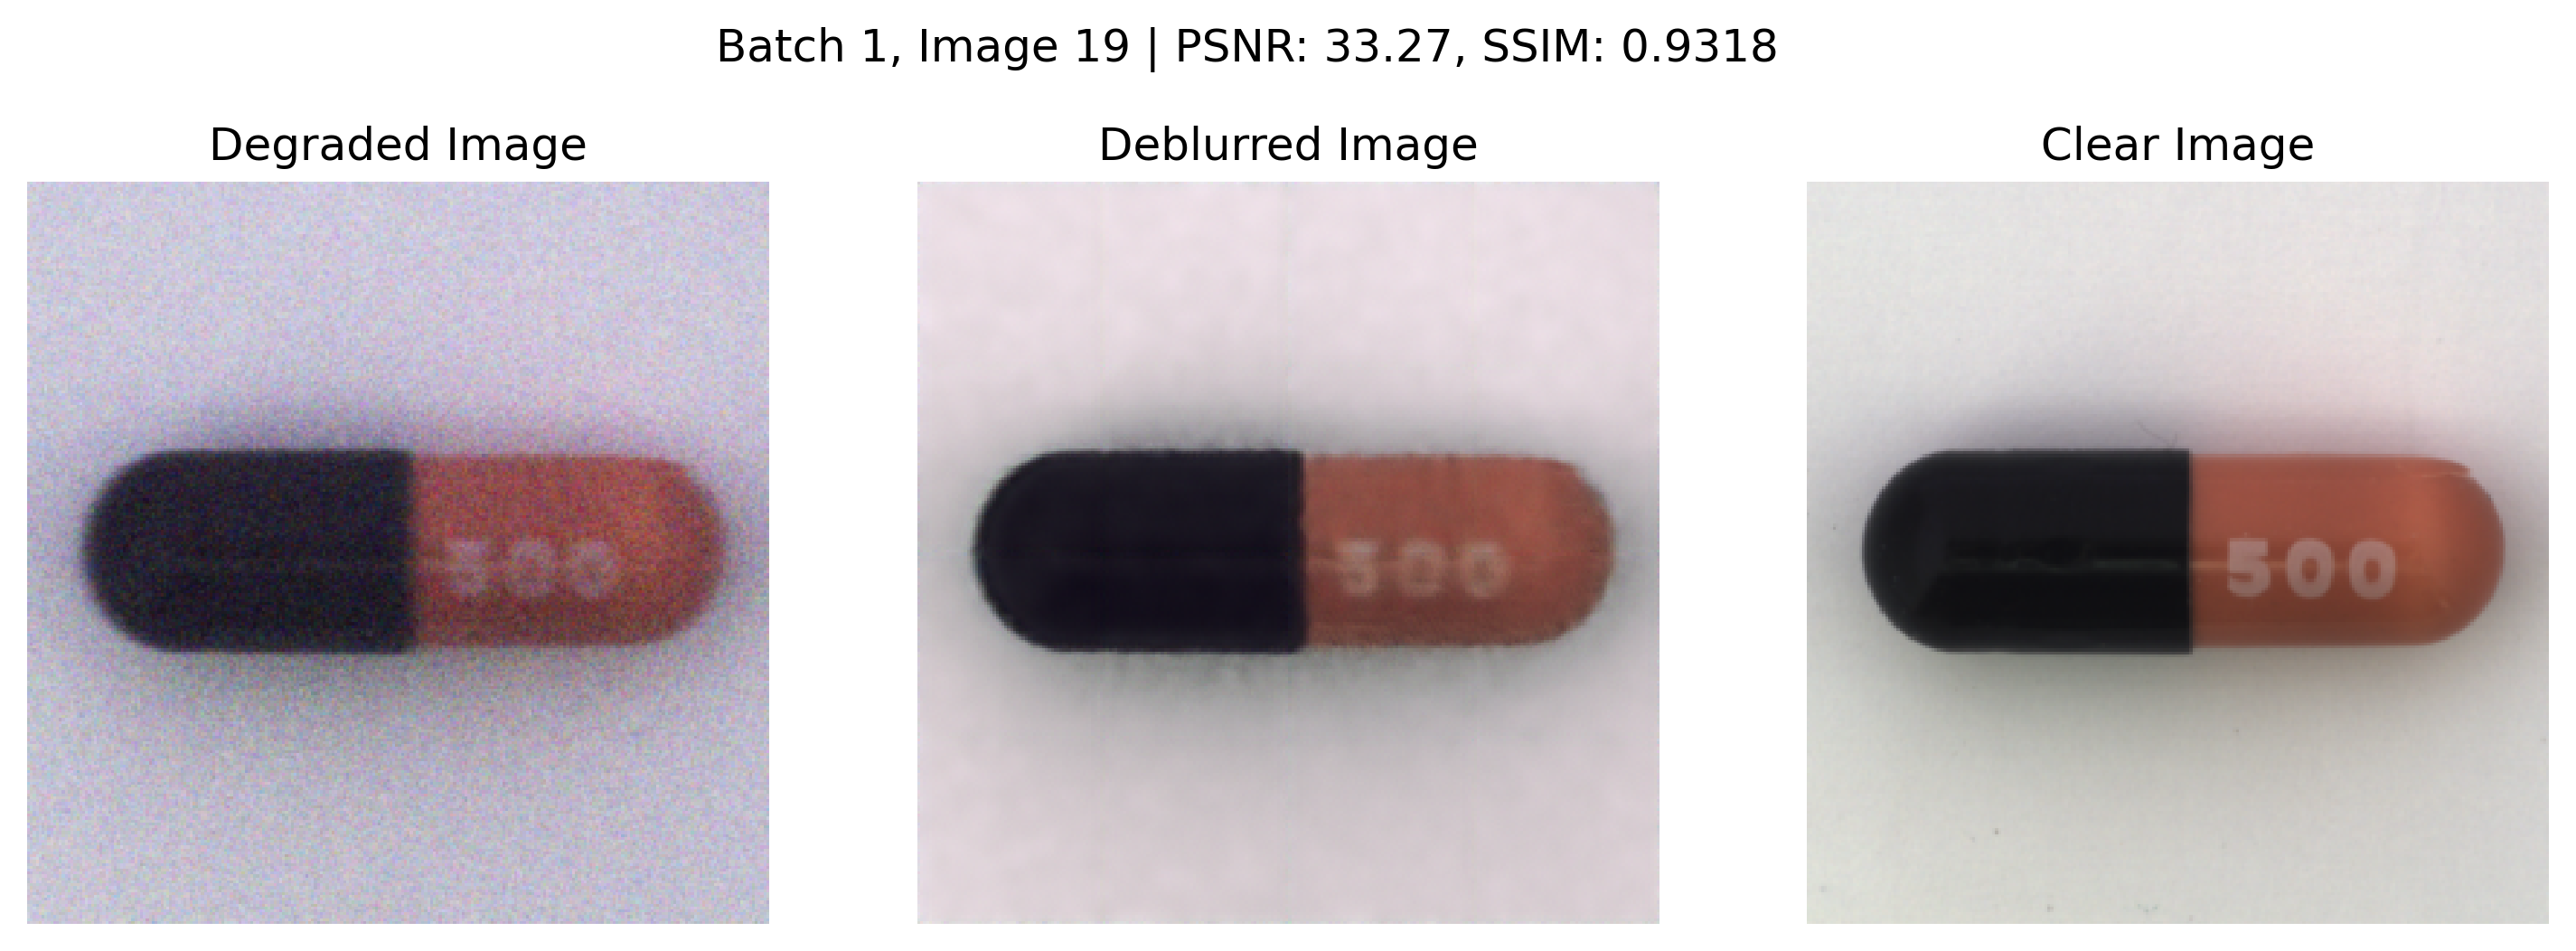 Batch 1, Image 19 | PSNR: 33.27, SSIM: 0.9318
Degraded Image
Deblurred Image
Clear Image
500
500
500